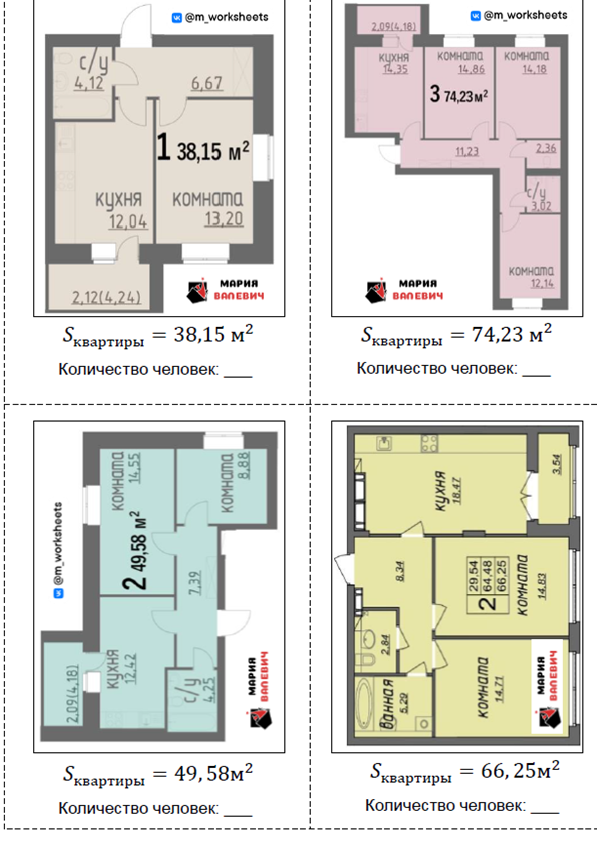 @m_worksheets
с/у
4,12
6,67
1 38,15 м²
кухня
12,04
комната
13,20
2,12(4,24)
МАРИЯ
ВАЛЕВИЧ
Sквартиры = 38,15 м²
Количество человек: ___
@m_worksheets
2,09(4,18)
кухня
14,35
комната
14,86
комната
14,18
3 74,23 м²
11,23
2,36
с/у
3,02
комната
12,14
МАРИЯ
ВАЛЕВИЧ
Sквартиры = 74,23 м²
Количество человек: ___
@m_worksheets
комната
14,55
8,88
2 49,58 м²
7,39
кухня
12,42
с/у
4,25
2,09(4,18)
МАРИЯ
ВАЛЕВИЧ
Sквартиры = 49,58м²
Количество человек: ___
кухня
18.47
3.54
8.34
2
29.54
64.48
66.25
комната
14.83
2.84
ванная
5.29
комната
14.71
МАРИЯ
ВАЛЕВИЧ
Sквартиры = 66,25м²
Количество человек: ___